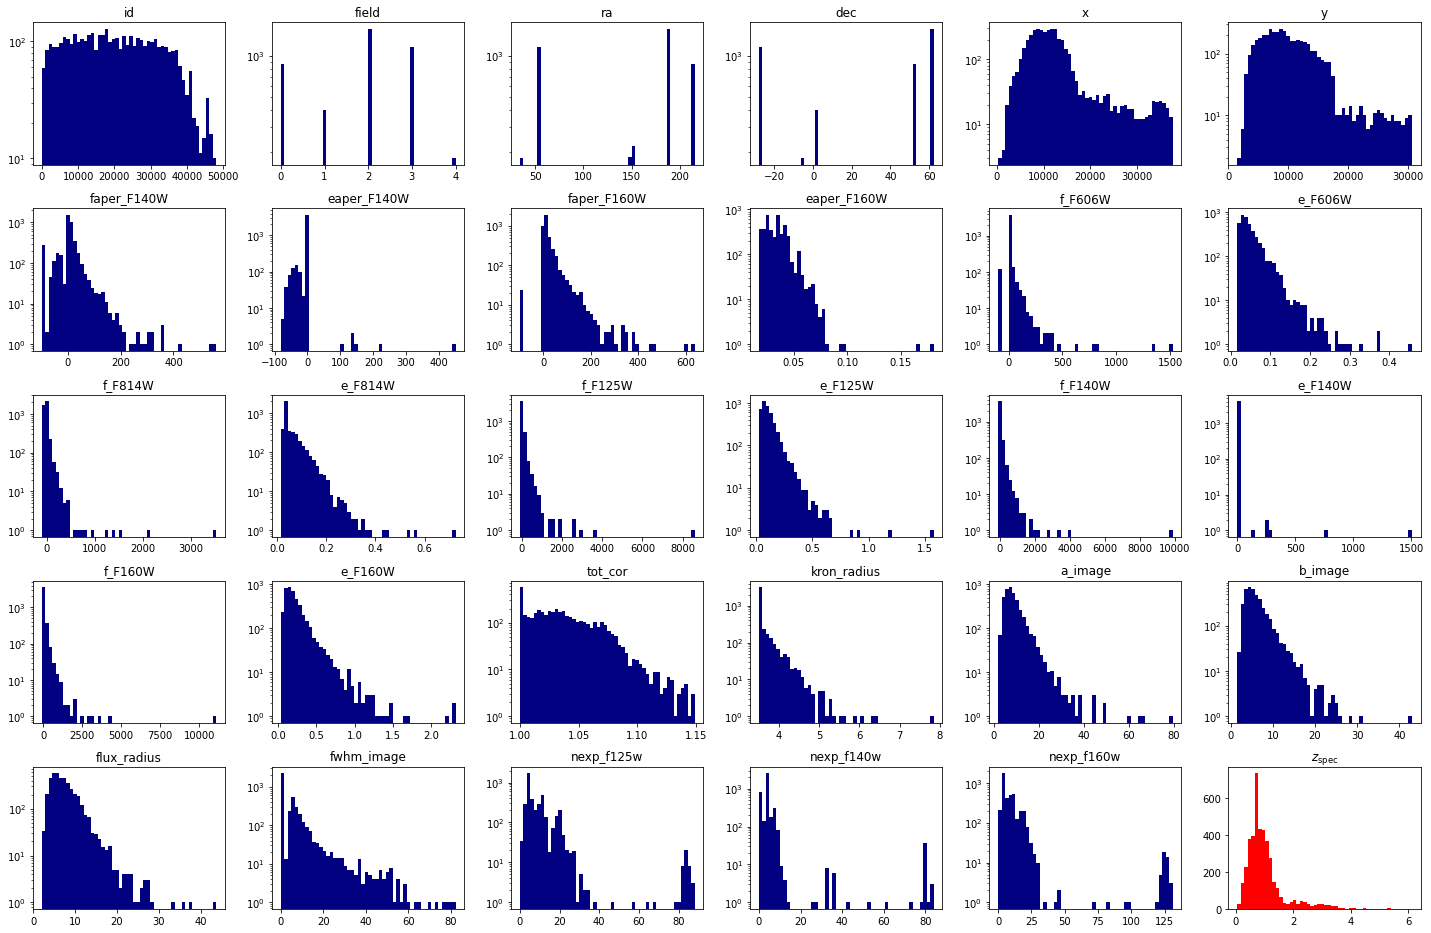 id field ra dec x y
10² 10³ 10³ 10³ 10² 10²
10¹ 10¹ 10¹
0 10000 20000 30000 40000 50000 0 1 2 3 4 50 100 150 200 −20 0 20 40 60 0 10000 20000 30000 0 10000 20000 30000
faper_F140W eaper_F140W faper_F160W eaper_F160W f_F606W e_F606W
10³ 10³ 10³ 10³ 10³ 10³
10² 10² 10² 10² 10² 10²
10¹ 10¹ 10¹ 10¹ 10¹ 10¹
10⁰ 10⁰ 10⁰ 10⁰ 10⁰ 10⁰
0 200 400 −100 0 100 200 300 400 0 200 400 600 0.05 0.10 0.15 0 500 1000 1500 0.0 0.1 0.2 0.3 0.4
f_F814W e_F814W f_F125W e_F125W f_F140W e_F140W
10³ 10³ 10³ 10³ 10³ 10³
10² 10² 10² 10² 10² 10²
10¹ 10¹ 10¹ 10¹ 10¹ 10¹
10⁰ 10⁰ 10⁰ 10⁰ 10⁰ 10⁰
0 1000 2000 3000 0.0 0.2 0.4 0.6 0 2000 4000 6000 8000 0.0 0.5 1.0 1.5 0 2000 4000 6000 8000 10000 0 500 1000 1500
f_F160W e_F160W tot_cor kron_radius a_image b_image
10³ 10³ 10³
10² 10² 10² 10² 10² 10²
10¹ 10¹ 10¹ 10¹ 10¹ 10¹
10⁰ 10⁰ 10⁰ 10⁰ 10⁰ 10⁰
0 2500 5000 7500 10000 0.0 0.5 1.0 1.5 2.0 1.00 1.05 1.10 1.15 4 5 6 7 8 0 20 40 60 80 0 10 20 30 40
flux_radius fwhm_image nexp_f125w nexp_f140w nexp_f160w z_spec
10³ 10³ 10³ 10³ 600
10² 10² 10² 10² 10² 400
10¹ 10¹ 10¹ 10¹ 10¹ 200
10⁰ 10⁰ 10⁰ 10⁰ 10⁰ 0
0 10 20 30 40 0 20 40 60 80 0 20 40 60 80 0 20 40 60 80 0 25 50 75 100 125 0 2 4 6